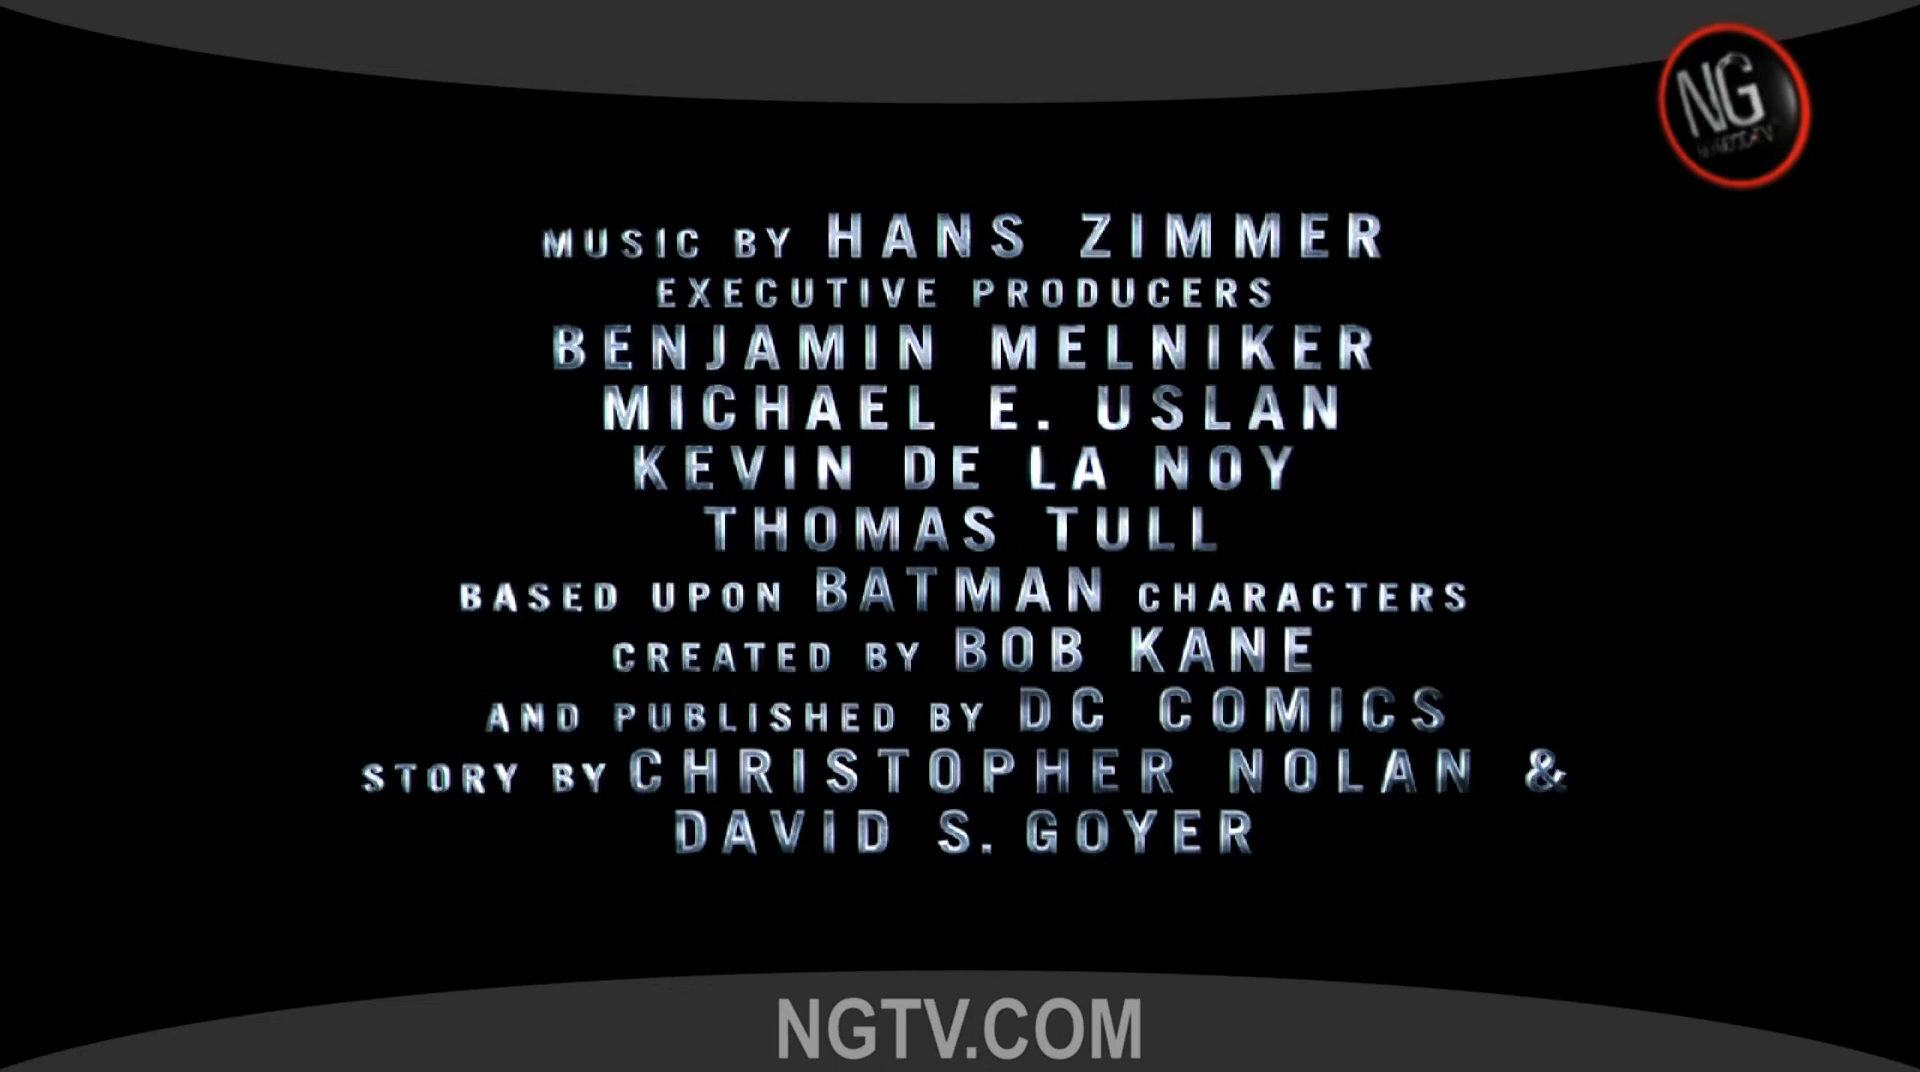 NG
MUSIC BY HANS ZIMMER
EXECUTIVE PRODUCERS
BENJAMIN MELNIKER
MICHAEL E. USLAN
KEVIN DE LA NOY
THOMAS TULL
BASED UPON BATMAN CHARACTERS
CREATED BY BOB KANE
AND PUBLISHED BY DC COMICS
STORY BY CHRISTOPHER NOLAN &
DAVID S. GOYER
NGTV.COM